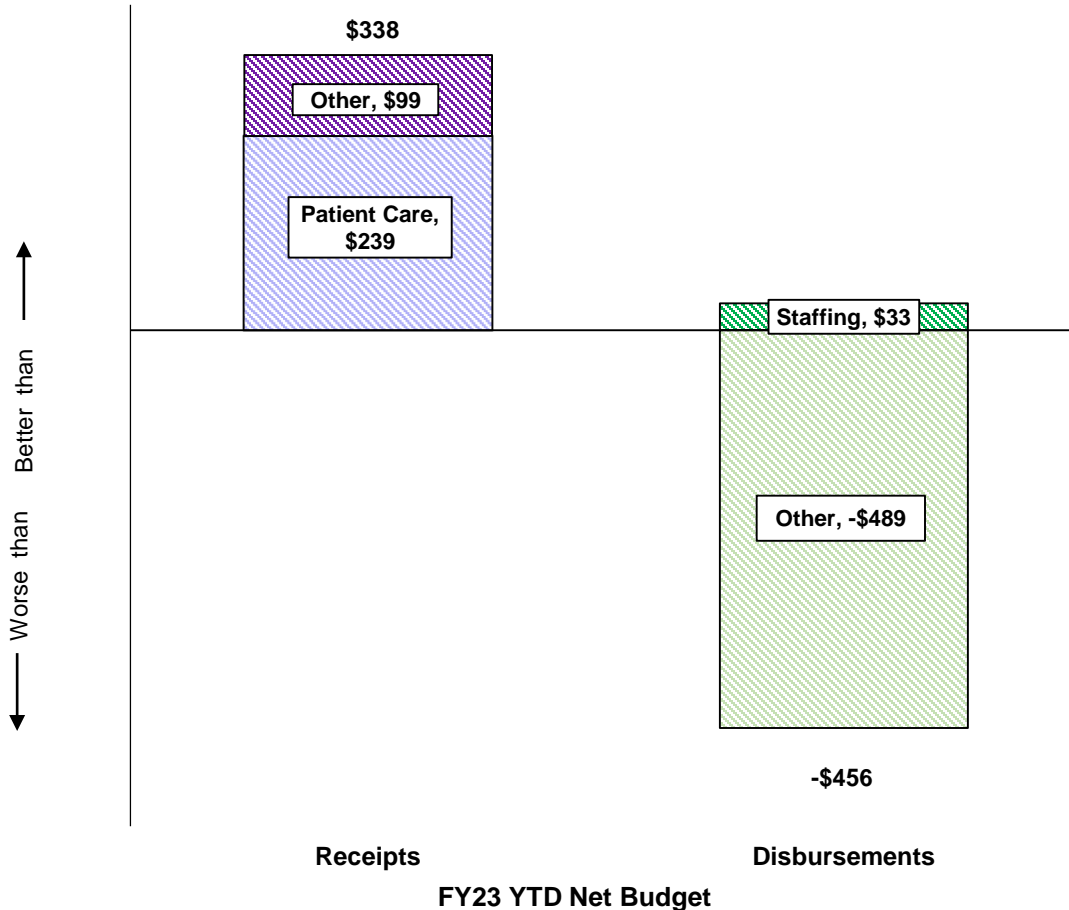 $338
Other, $99
Patient Care,
$239
Staffing, $33
Other, -$489
-$456
Better than
Worse than
Receipts
Disbursements
FY23 YTD Net Budget